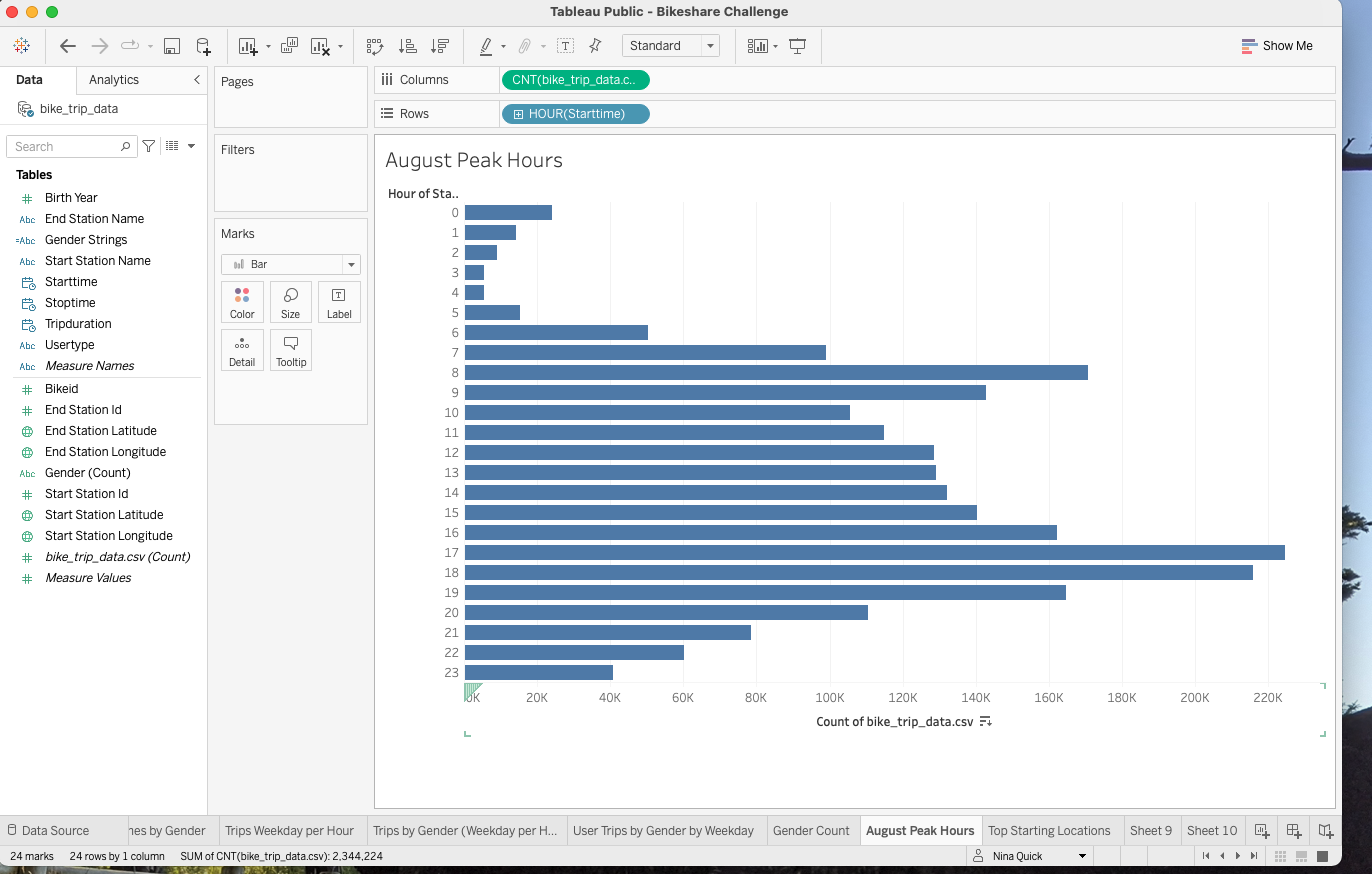 Tableau Public - Bikeshare Challenge
Standard
Show Me
Data
Analytics
bike_trip_data
Search
Tables
# Birth Year
Abc End Station Name
=Abc Gender Strings
Abc Start Station Name
Starttime
Stoptime
Tripduration
Abc Usertype
Abc Measure Names
# Bikeid
# End Station Id
End Station Latitude
End Station Longitude
Abc Gender (Count)
# Start Station Id
Start Station Latitude
Start Station Longitude
# bike_trip_data.csv (Count)
# Measure Values
Pages
Filters
Marks
Bar
Color Size Label
Detail Tooltip
Columns
CNT(bike_trip_data.c..
Rows
HOUR(Starttime)
August Peak Hours
Hour of Sta..
0
1
2
3
4
5
6
7
8
9
10
11
12
13
14
15
16
17
18
19
20
21
22
23
0K 20K 40K 60K 80K 100K 120K 140K 160K 180K 200K 220K
Count of bike_trip_data.csv
Data Source
nes by Gender
Trips Weekday per Hour
Trips by Gender (Weekday per H...
User Trips by Gender by Weekday
Gender Count
August Peak Hours
Top Starting Locations
Sheet 9
Sheet 10
24 marks
24 rows by 1 column
SUM of CNT(bike_trip_data.csv): 2,344,224
Nina Quick